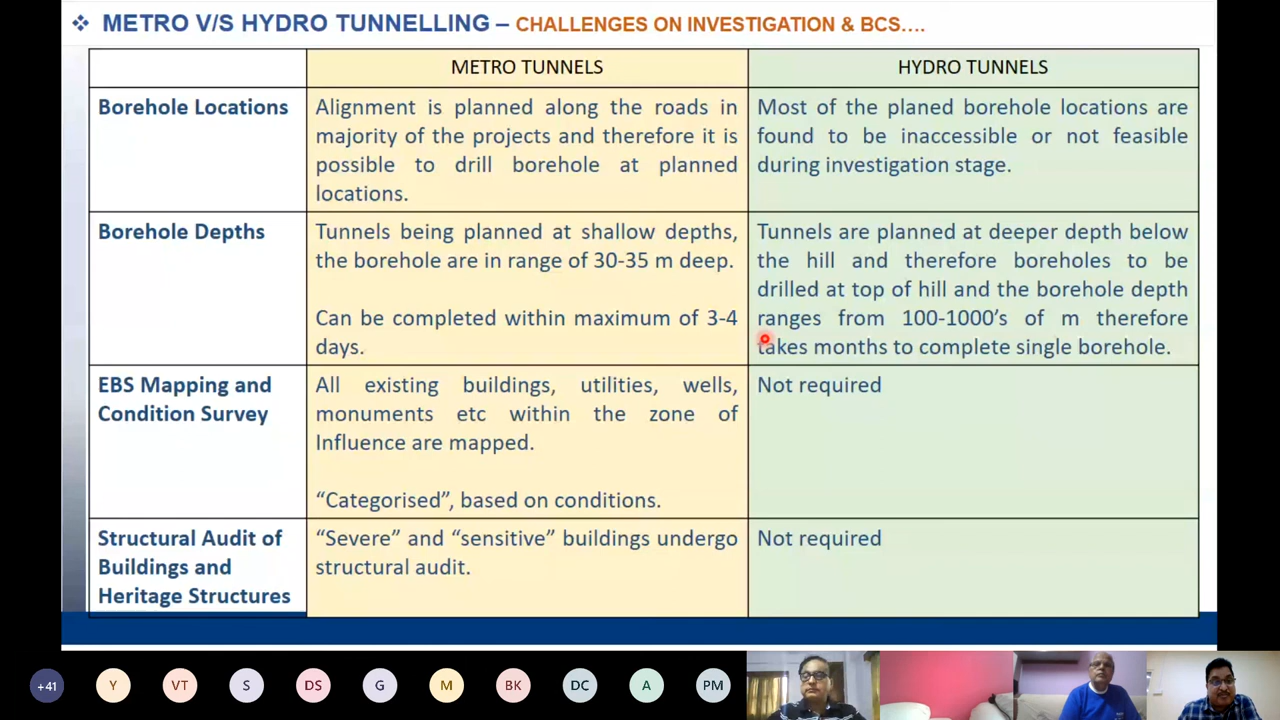 METRO V/S HYDRO TUNNELLING – CHALLENGES ON INVESTIGATION & BCS....
METRO TUNNELS
HYDRO TUNNELS
Borehole Locations
Alignment is planned along the roads in
majority of the projects and therefore it is
possible to drill borehole at planned
locations.
Most of the planed borehole locations are
found to be inaccessible or not feasible
during investigation stage.
Borehole Depths
Tunnels being planned at shallow depths,
the borehole are in range of 30-35 m deep.
Can be completed within maximum of 3-4
days.
Tunnels are planned at deeper depth below
the hill and therefore boreholes to be
drilled at top of hill and the borehole depth
ranges from 100-1000's of m therefore
takes months to complete single borehole.
EBS Mapping and
Condition Survey
All existing buildings, utilities, wells,
monuments etc within the zone of
Influence are mapped.
“Categorised”, based on conditions.
Not required
Structural Audit of
Buildings and
Heritage Structures
“Severe” and “sensitive” buildings undergo
structural audit.
Not required
+41 Y VT S DS G M BK DC A PM